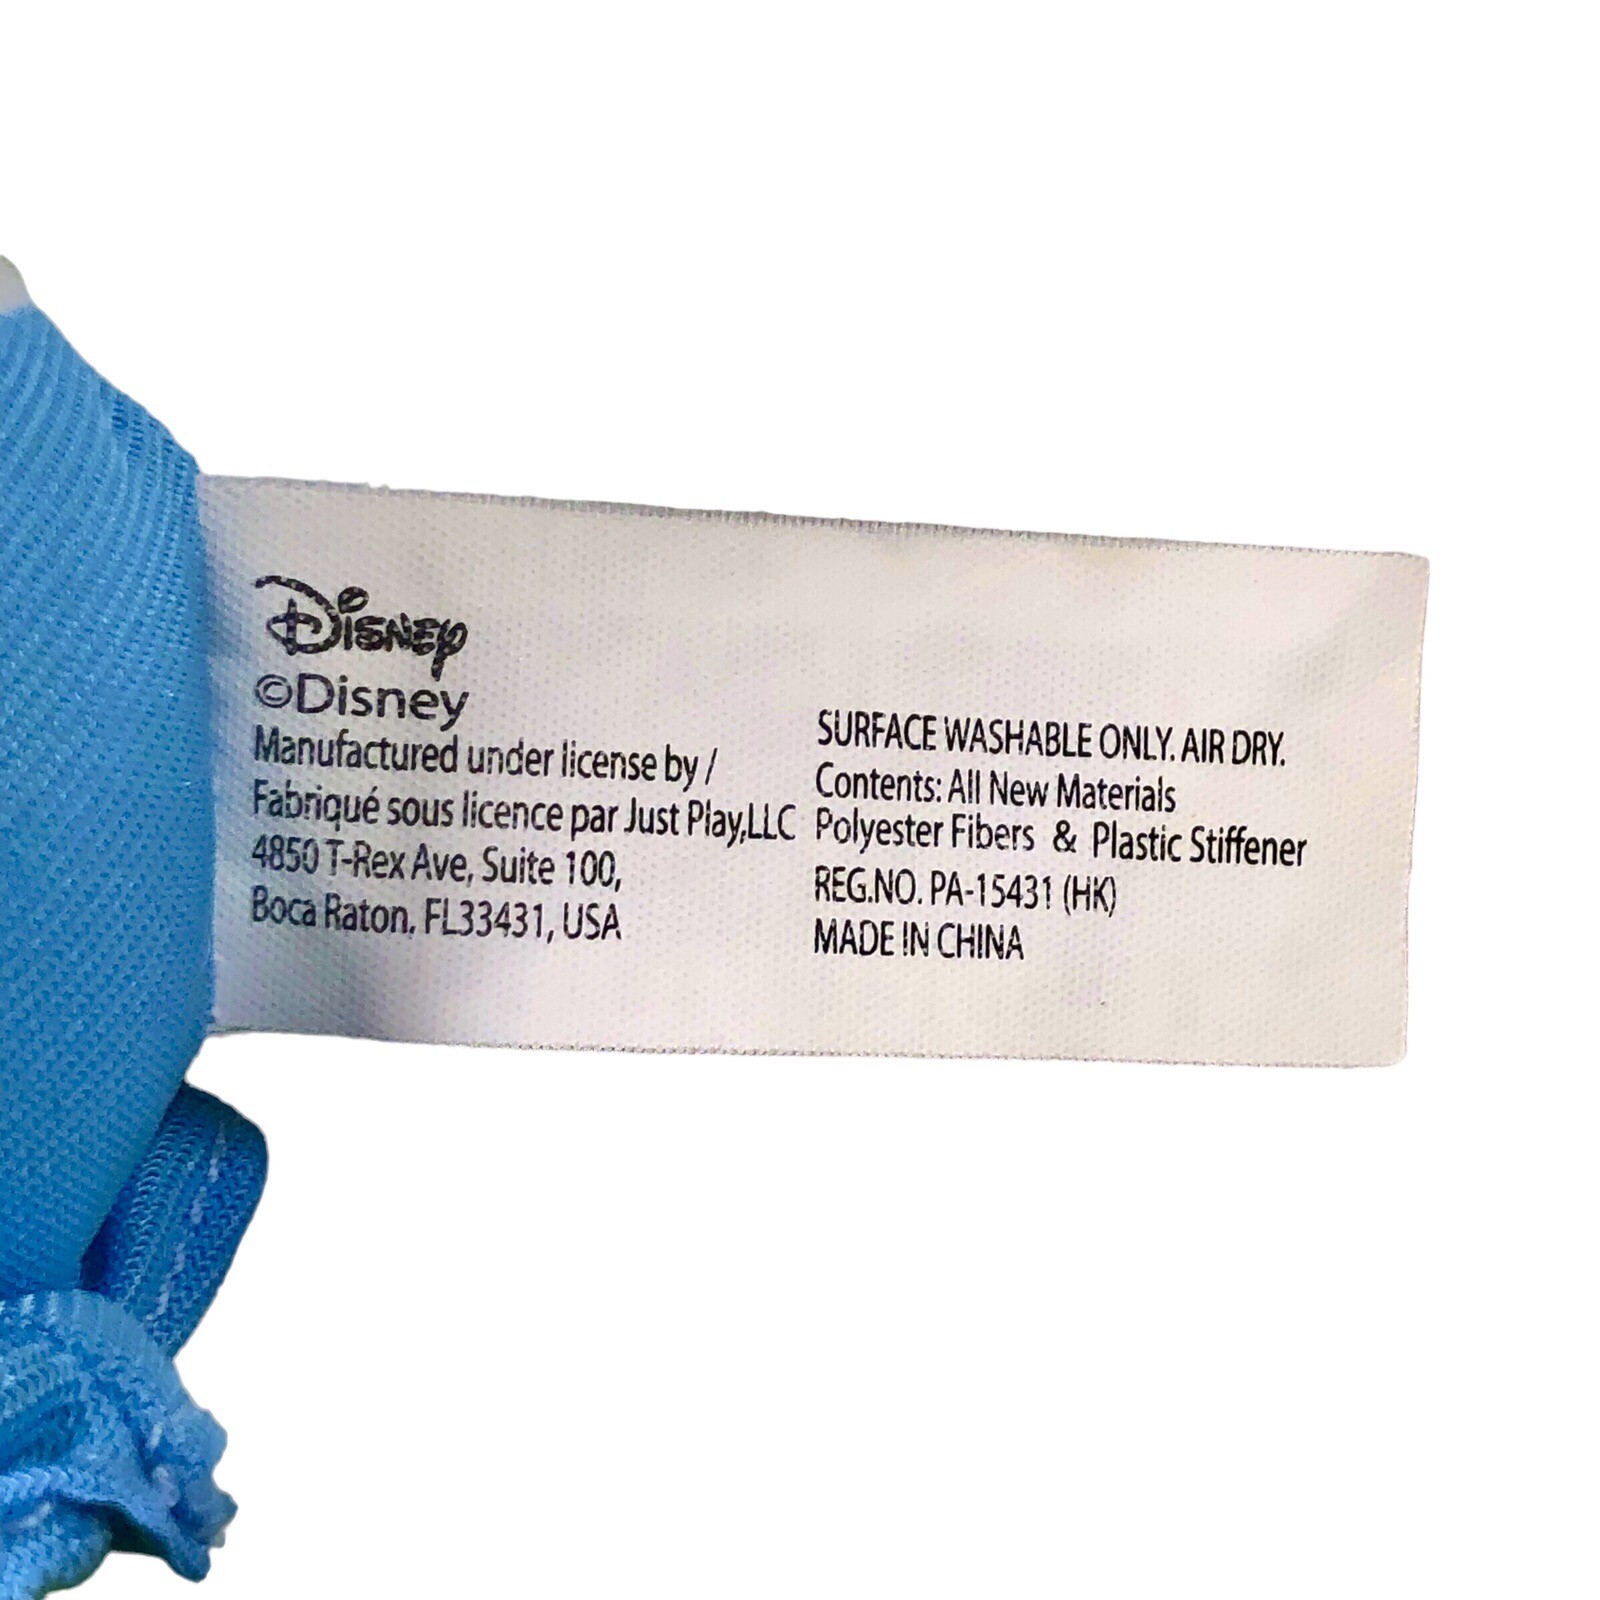 Disney
©Disney
Manufactured under license by /
Fabriqué sous licence par Just Play,LLC
4850 T-Rex Ave, Suite 100,
Boca Raton, FL33431, USA
SURFACE WASHABLE ONLY. AIR DRY.
Contents: All New Materials
Polyester Fibers & Plastic Stiffener
REG.NO. PA-15431 (HK)
MADE IN CHINA